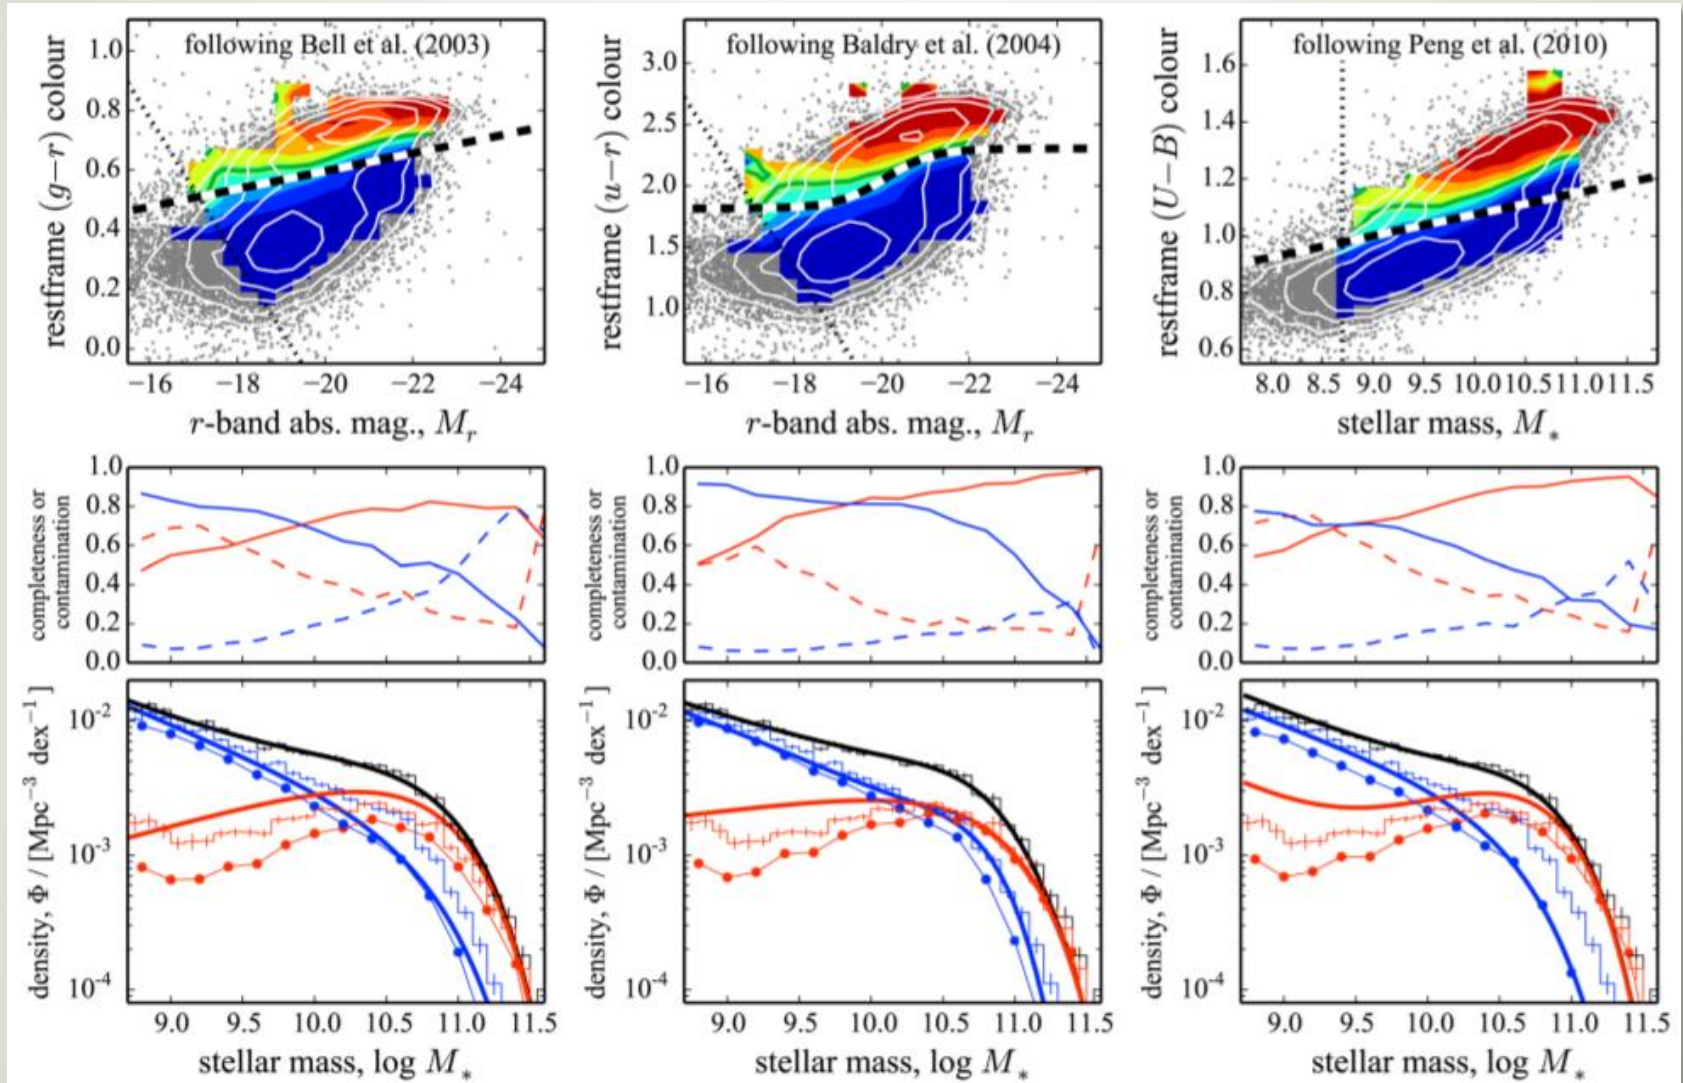 following Bell et al. (2003)
restframe (g−r) colour
1.0
0.8
0.6
0.4
0.2
0.0
−16 −18 −20 −22 −24
r-band abs. mag., M_r
following Baldry et al. (2004)
restframe (u−r) colour
3.0
2.5
2.0
1.5
1.0
−16 −18 −20 −22 −24
r-band abs. mag., M_r
following Peng et al. (2010)
restframe (U−B) colour
1.6
1.4
1.2
1.0
0.8
0.6
8.0 8.5 9.0 9.5 10.0 10.5 11.0 11.5
stellar mass, M_*
completeness or
contamination
1.0
0.8
0.6
0.4
0.2
0.0
completeness or
contamination
1.0
0.8
0.6
0.4
0.2
0.0
completeness or
contamination
1.0
0.8
0.6
0.4
0.2
0.0
density, Φ / [Mpc⁻³ dex⁻¹]
10⁻²
10⁻³
10⁻⁴
9.0 9.5 10.0 10.5 11.0 11.5
stellar mass, log M_*
density, Φ / [Mpc⁻³ dex⁻¹]
10⁻²
10⁻³
10⁻⁴
9.0 9.5 10.0 10.5 11.0 11.5
stellar mass, log M_*
density, Φ / [Mpc⁻³ dex⁻¹]
10⁻²
10⁻³
10⁻⁴
9.0 9.5 10.0 10.5 11.0 11.5
stellar mass, log M_*